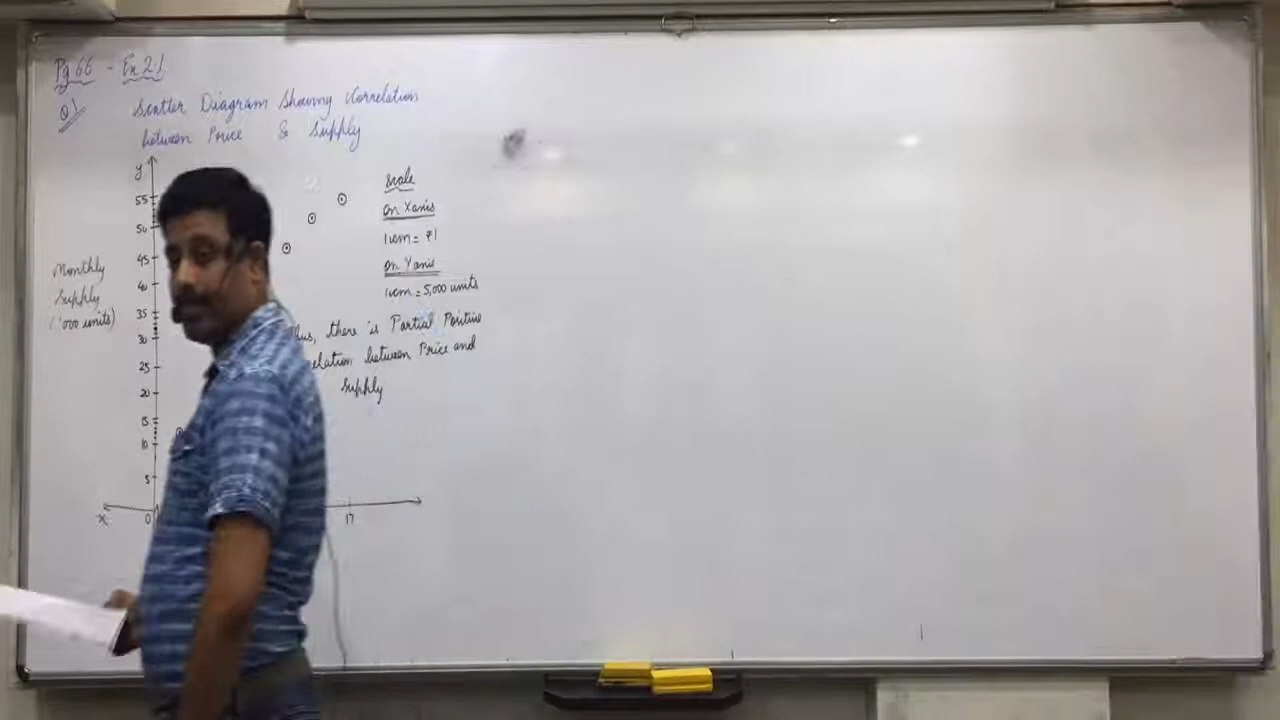 Pg 66 - Ex 2.1
Q1
Scatter Diagram Showing Correlation
between Price & Supply
y
55
50
45
40
35
30
25
20
15
10
5
0
x
17
Monthly
Supply
('000 units)
Scale
On X axis
1cm = ₹1
On Y axis
1cm = 5,000 units
hus, there is Partial Positive
elation between Price and
Supply